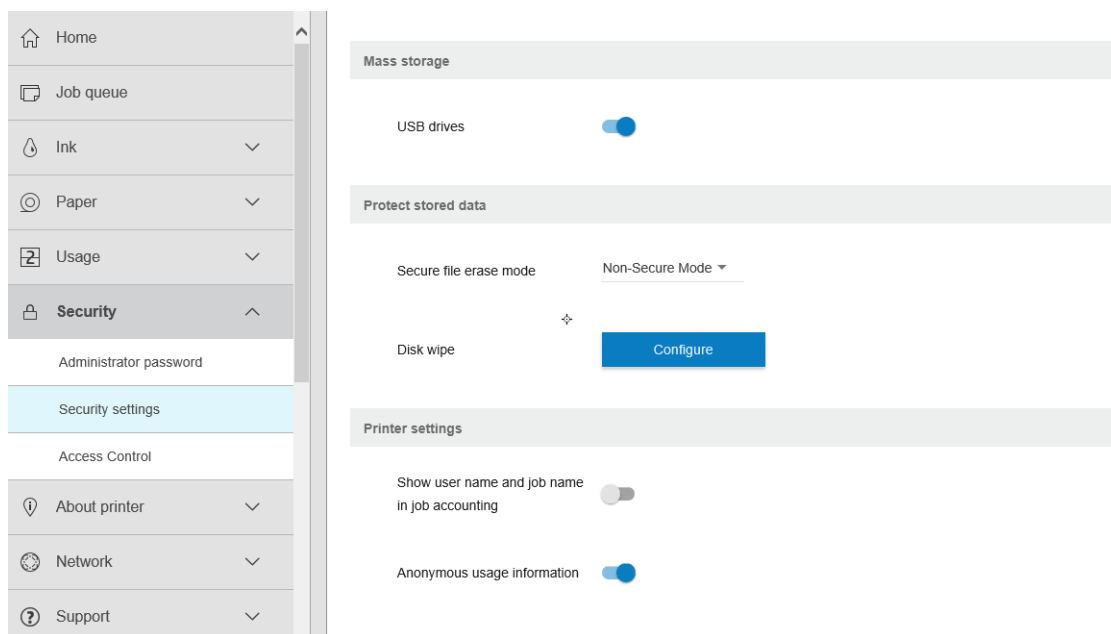 Home
Job queue
Ink
Paper
Usage
Security
Administrator password
Security settings
Access Control
About printer
Network
Support
Mass storage
USB drives
Protect stored data
Secure file erase mode
Non-Secure Mode
Disk wipe
Configure
Printer settings
Show user name and job name
in job accounting
Anonymous usage information